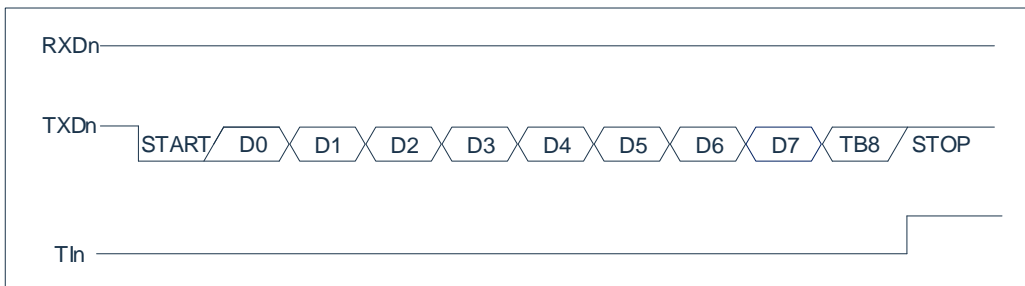 RXDn
TXDn
START D0 D1 D2 D3 D4 D5 D6 D7 TB8 STOP
TIn